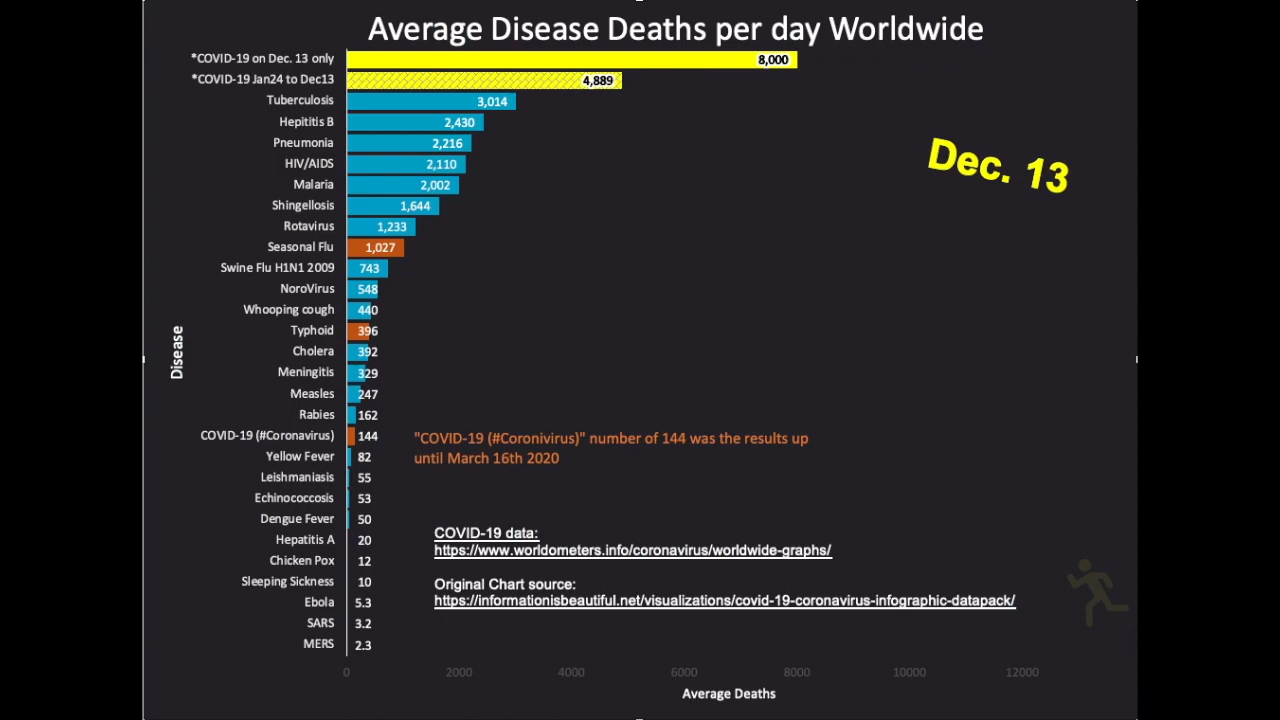 Average Disease Deaths per day Worldwide
*COVID-19 on Dec. 13 only 8,000
*COVID-19 Jan24 to Dec13 4,889
Tuberculosis 3,014
Hepititis B 2,430
Pneumonia 2,216
HIV/AIDS 2,110
Malaria 2,002
Shingellosis 1,644
Rotavirus 1,233
Seasonal Flu 1,027
Swine Flu H1N1 2009 743
NoroVirus 548
Whooping cough 440
Typhoid 396
Cholera 392
Meningitis 329
Measles 247
Rabies 162
COVID-19 (#Coronavirus) 144
Yellow Fever 82
Leishmaniasis 55
Echinococcosis 53
Dengue Fever 50
Hepatitis A 20
Chicken Pox 12
Sleeping Sickness 10
Ebola 5.3
SARS 3.2
MERS 2.3
Disease
Dec. 13
"COVID-19 (#Coronivirus)" number of 144 was the results up
until March 16th 2020
COVID-19 data:
https://www.worldometers.info/coronavirus/worldwide-graphs/
Original Chart source:
https://informationisbeautiful.net/visualizations/covid-19-coronavirus-infographic-datapack/
0 2000 4000 6000 8000 10000 12000
Average Deaths